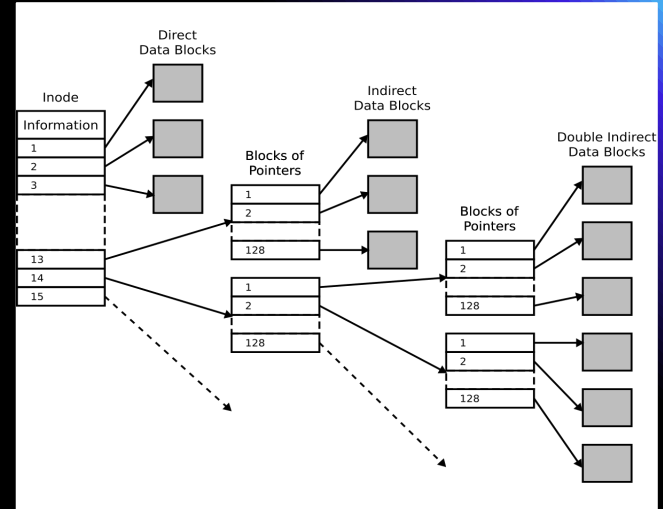 Direct
Data Blocks
Inode
Information
1
2
3
13
14
15
Indirect
Data Blocks
Blocks of
Pointers
1
2
128
1
2
128
Double Indirect
Data Blocks
Blocks of
Pointers
1
2
128
1
2
128